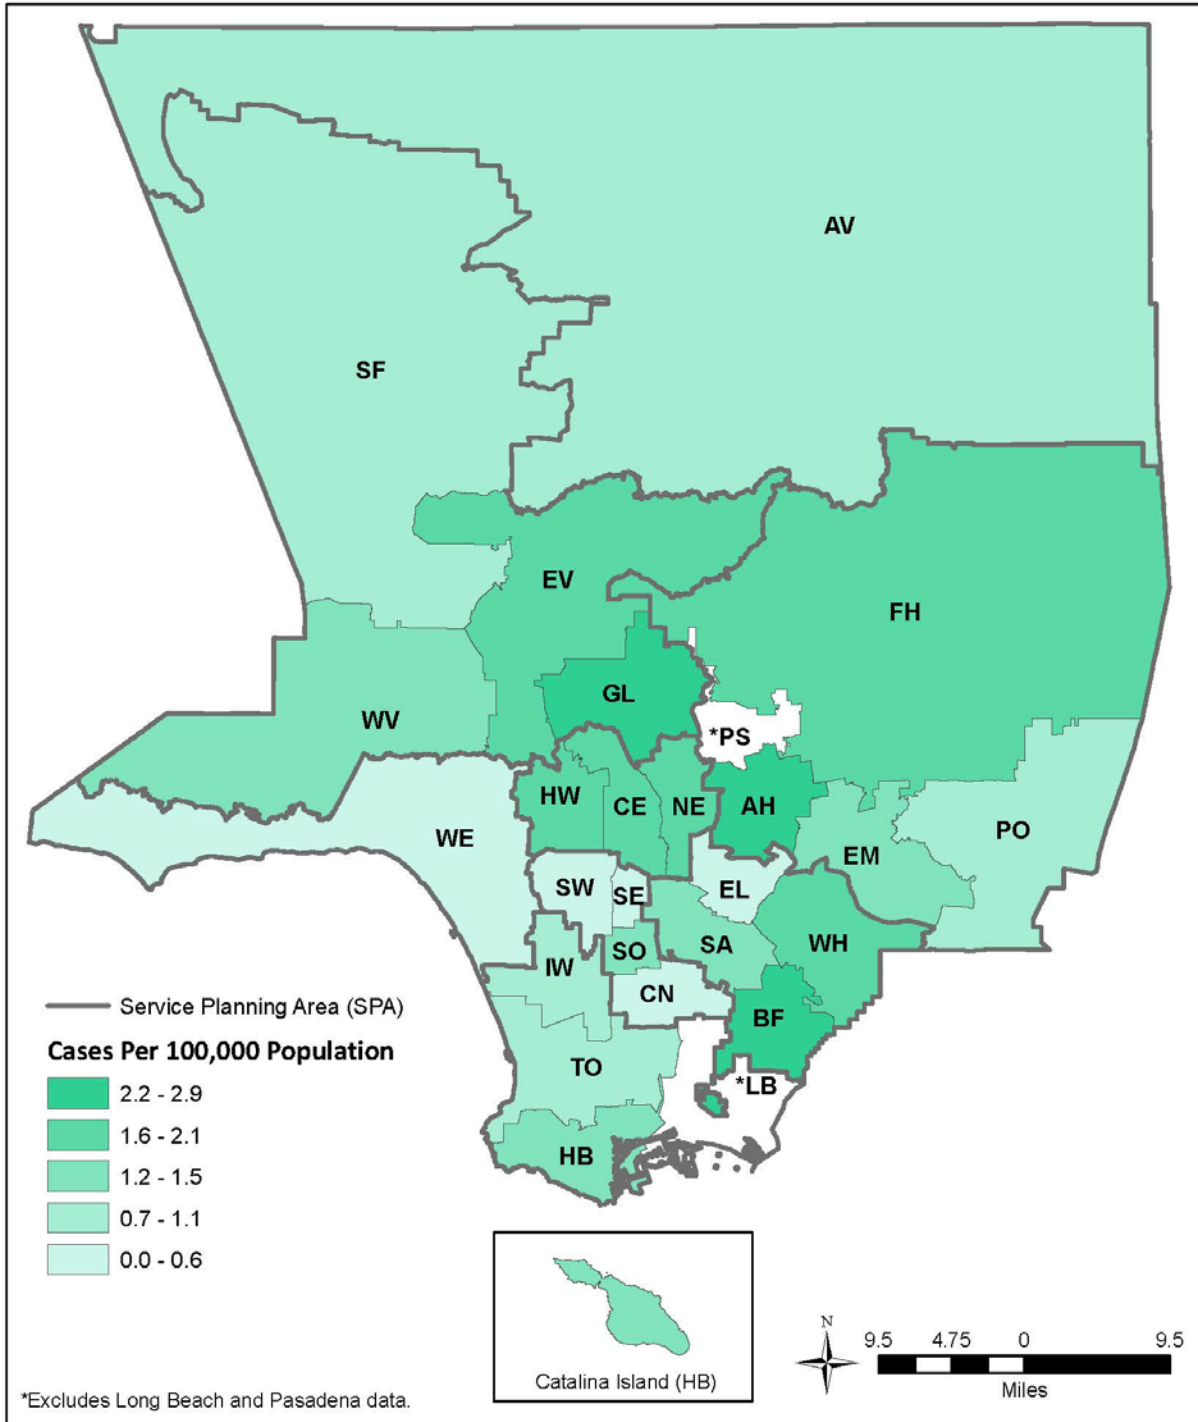 AV
SF
EV
FH
GL
WV
*PS
HW
CE
NE
AH
PO
WE
EM
SW
SE
EL
SO
SA
WH
IW
CN
BF
TO
*LB
HB
Service Planning Area (SPA)
Cases Per 100,000 Population
2.2 - 2.9
1.6 - 2.1
1.2 - 1.5
0.7 - 1.1
0.0 - 0.6
Catalina Island (HB)
N
9.5 4.75 0 9.5
Miles
*Excludes Long Beach and Pasadena data.